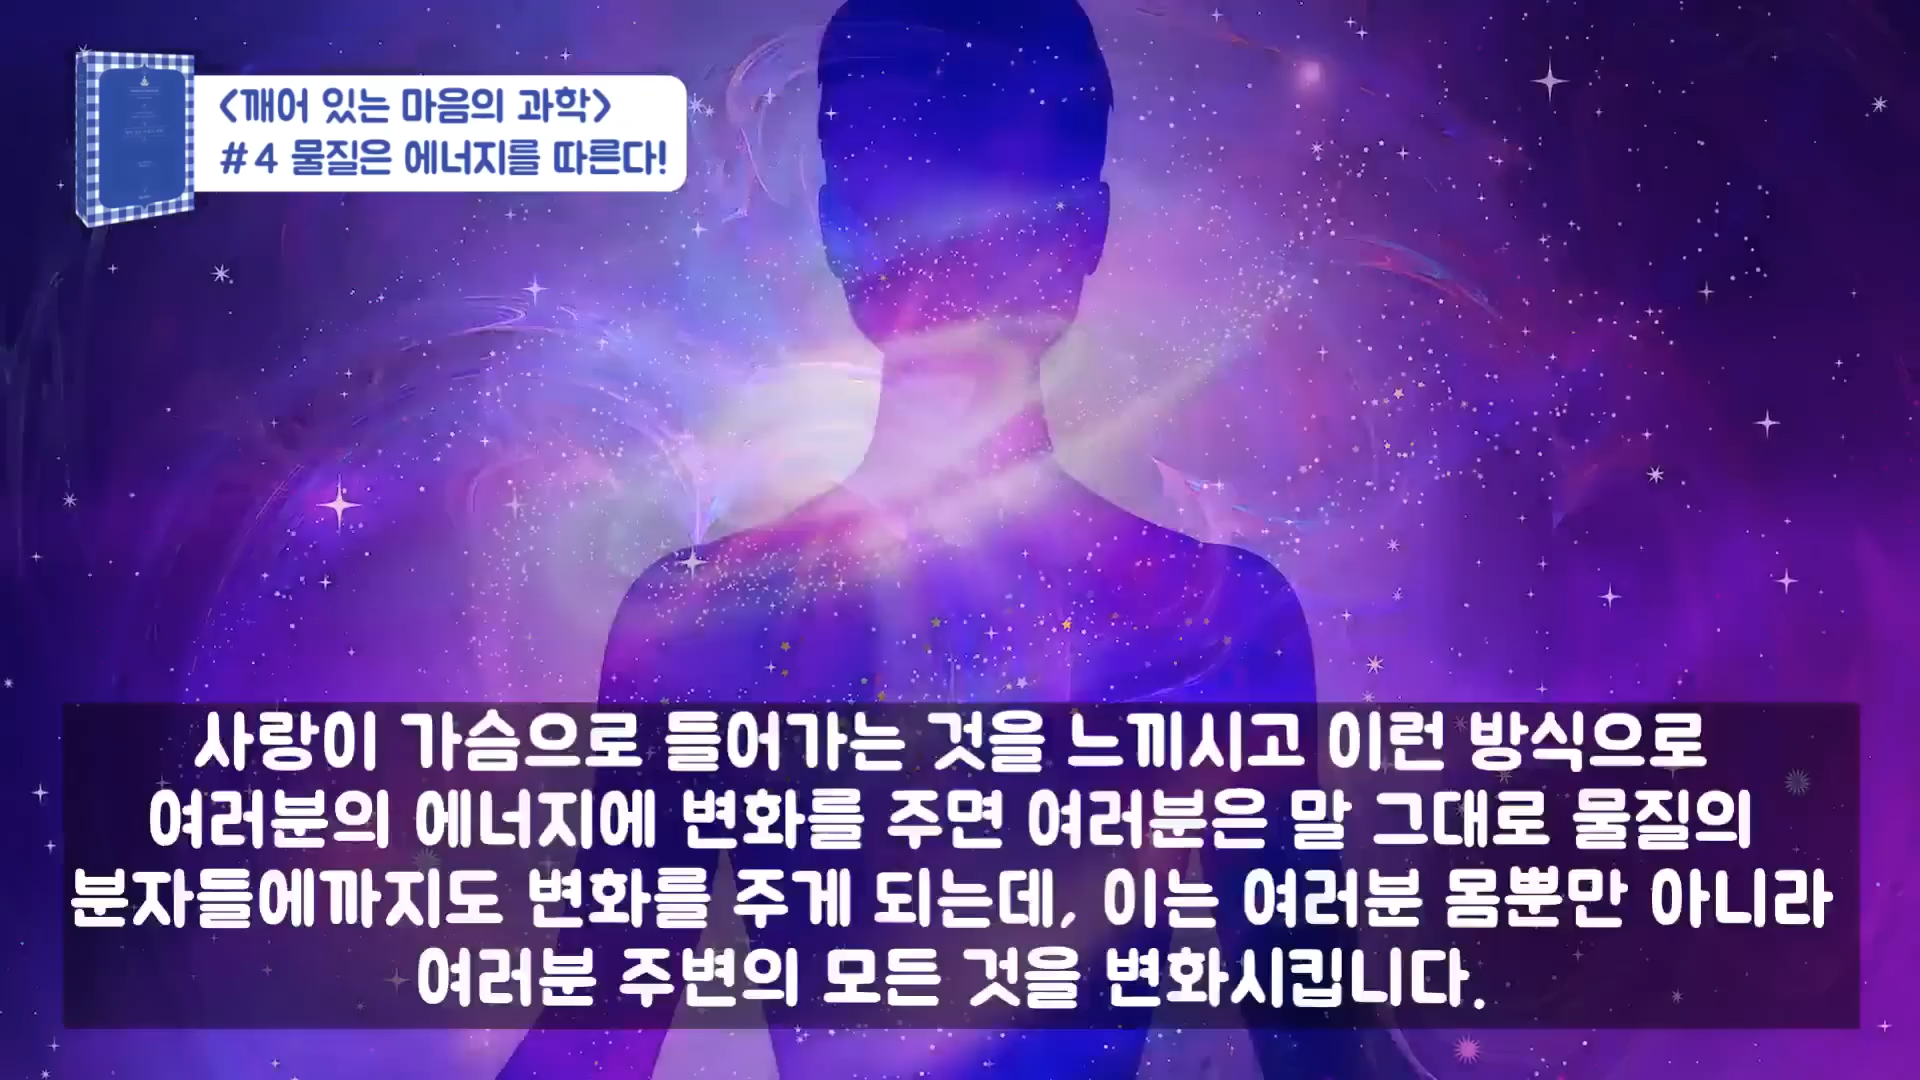 <깨어 있는 마음의 과학>
#4 물질은 에너지를 따른다!
사랑이 가슴으로 들어가는 것을 느끼시고 이런 방식으로
여러분의 에너지에 변화를 주면 여러분은 말 그대로 물질의
분자들에까지도 변화를 주게 되는데, 이는 여러분 몸뿐만 아니라
여러분 주변의 모든 것을 변화시킵니다.